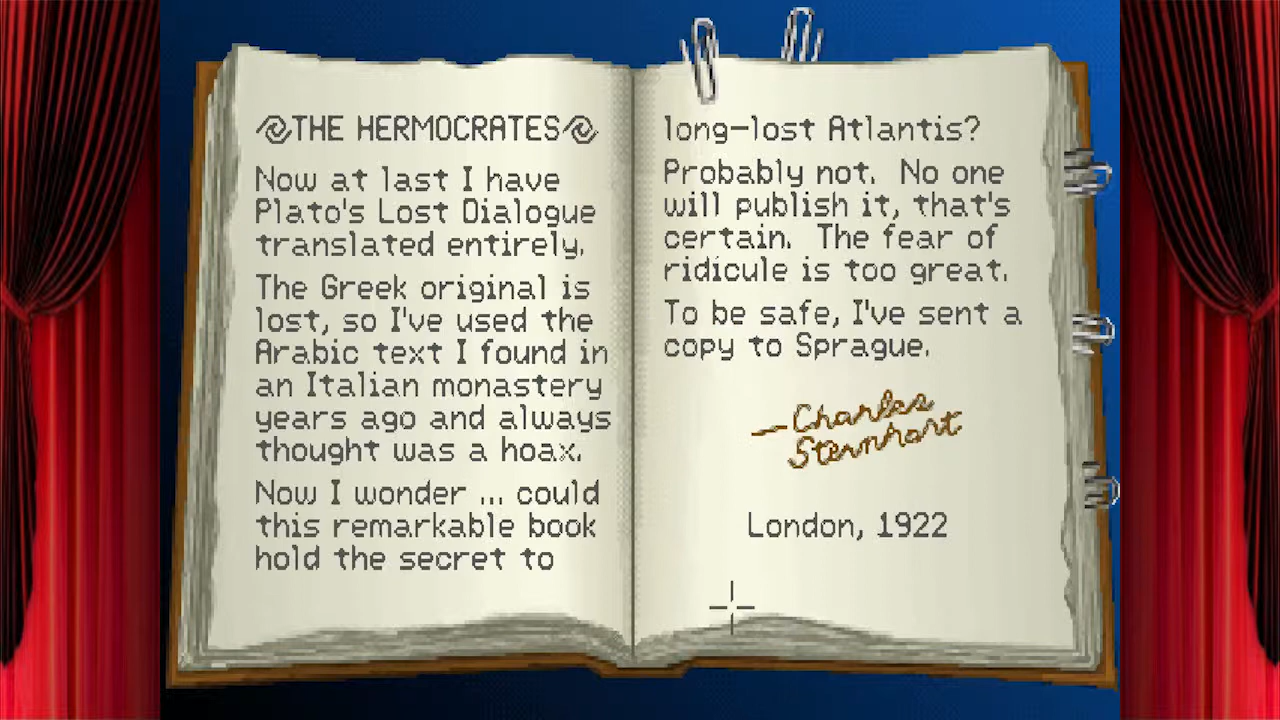 THE HERMOCRATES
Now at last I have
Plato's Lost Dialogue
translated entirely.
The Greek original is
lost, so I've used the
Arabic text I found in
an Italian monastery
years ago and always
thought was a hoax.
Now I wonder ... could
this remarkable book
hold the secret to
long-lost Atlantis?
Probably not. No one
will publish it, that's
certain. The fear of
ridicule is too great.
To be safe, I've sent a
copy to Sprague.
—Charles
Sternhart
London, 1922